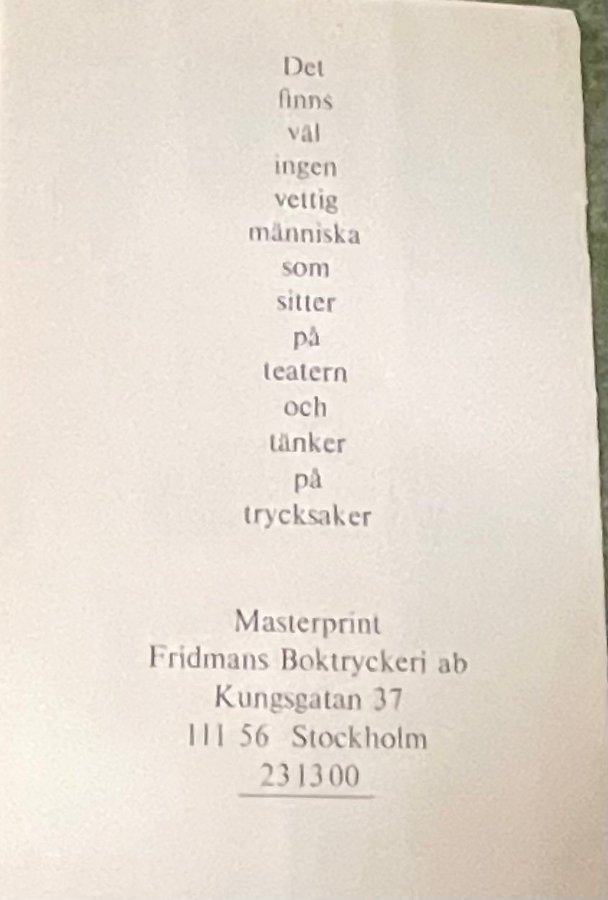 Det
finns
väl
ingen
vettig
människa
som
sitter
på
teatern
och
tänker
på
trycksaker
Masterprint
Fridmans Boktryckeri ab
Kungsgatan 37
111 56 Stockholm
231300